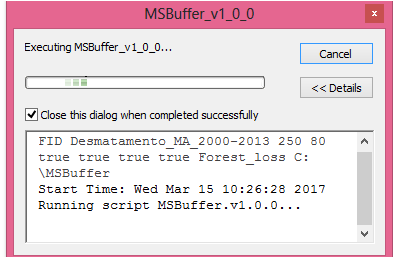 MSBuffer_v1_0_0
x
Executing MSBuffer_v1_0_0...
Cancel
<< Details
Close this dialog when completed successfully
FID Desmatamento_MA_2000-2013 250 80
true true true true Forest_loss C:
\MSBuffer
Start Time: Wed Mar 15 10:26:28 2017
Running script MSBuffer.v1.0.0...